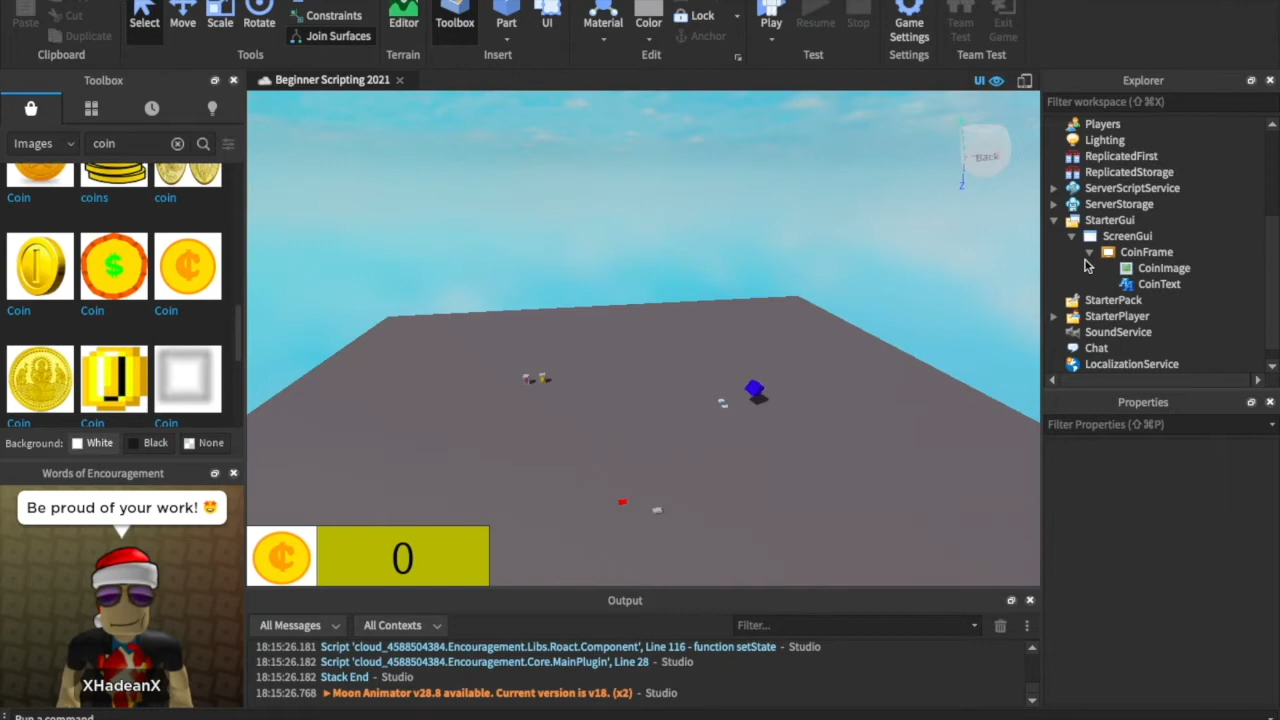 Paste
Cut
Duplicate
Clipboard
Select
Move
Scale
Rotate
Constraints
Join Surfaces
Tools
Editor
Terrain
Toolbox
Part
UI
Insert
Material
Color
Lock
Anchor
Edit
Play
Resume
Stop
Test
Game
Settings
Settings
Team
Test
Exit
Game
Team Test
Toolbox
Beginner Scripting 2021
UI
Explorer
Filter workspace (⇧⌘X)
Images
coin
Coin
coins
coin
Coin
Coin
Coin
Coin
Coin
Coin
Background:
White
Black
None
Words of Encouragement
Be proud of your work! 🤩
XHadeanX
Back
Z
0
Players
Lighting
ReplicatedFirst
ReplicatedStorage
ServerScriptService
ServerStorage
StarterGui
ScreenGui
CoinFrame
CoinImage
CoinText
StarterPack
StarterPlayer
SoundService
Chat
LocalizationService
Properties
Filter Properties (⇧⌘P)
Output
All Messages
All Contexts
Filter...
18:15:26.181 Script 'cloud_4588504384.Encouragement.Libs.Roact.Component', Line 116 - function setState - Studio
18:15:26.182 Script 'cloud_4588504384.Encouragement.Core.MainPlugin', Line 28 - Studio
18:15:26.182 Stack End - Studio
18:15:26.768 ▶Moon Animator v28.8 available. Current version is v18. (x2) - Studio
Run a command